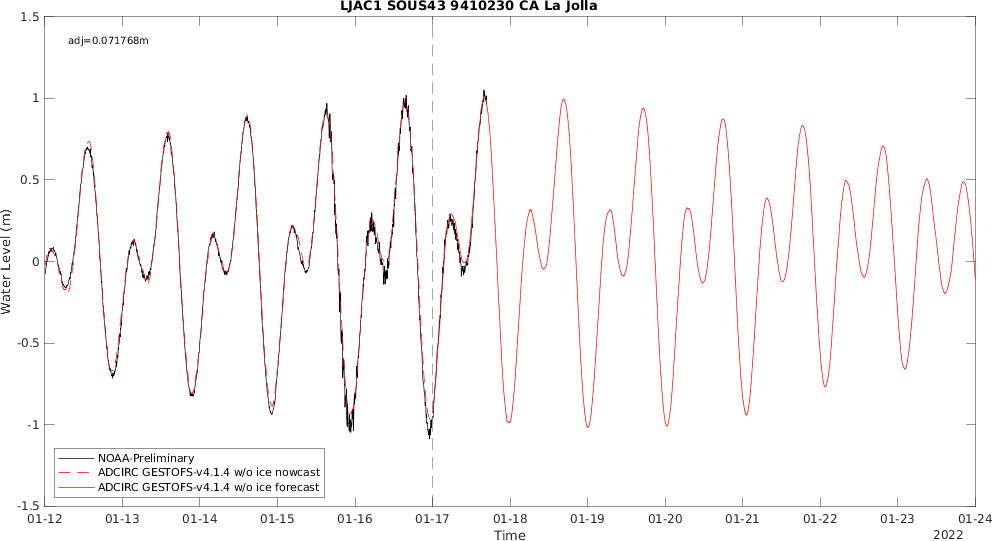 LJAC1 SOUS43 9410230 CA La Jolla
adj=0.071768m
1.5
1
0.5
0
-0.5
-1
-1.5
Water Level (m)
NOAA-Preliminary
ADCIRC GESTOFS-v4.1.4 w/o ice nowcast
ADCIRC GESTOFS-v4.1.4 w/o ice forecast
01-12 01-13 01-14 01-15 01-16 01-17 01-18 01-19 01-20 01-21 01-22 01-23 01-24
Time
2022